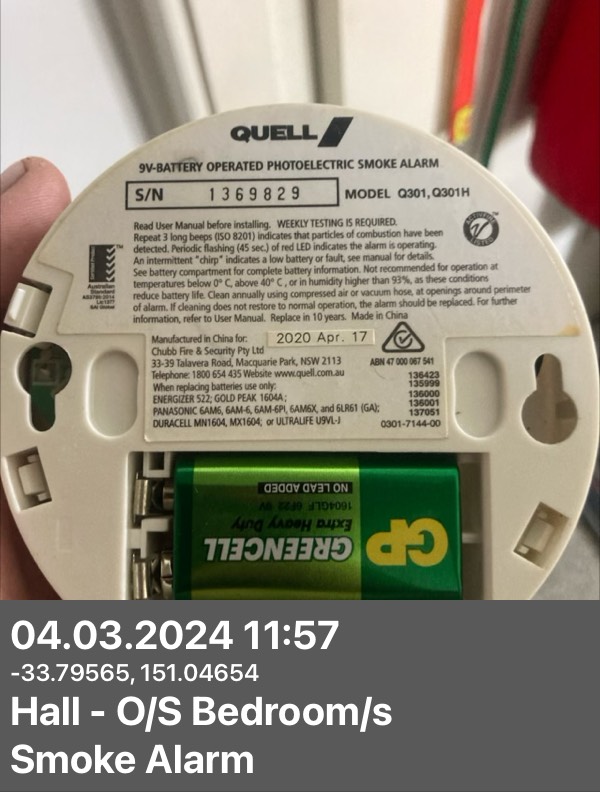 QUELL
9V-BATTERY OPERATED PHOTOELECTRIC SMOKE ALARM
S/N 1369829 MODEL Q301, Q301H
Read User Manual before installing. WEEKLY TESTING IS REQUIRED.
Repeat 3 long beeps (ISO 8201) indicates that particles of combustion have been
detected. Periodic flashing (45 sec.) of red LED indicates the alarm is operating.
An intermittent "chirp" indicates a low battery or fault, see manual for details.
See battery compartment for complete battery information. Not recommended for operation at
temperatures below 0° C, above 40° C, or in humidity higher than 93%, as these conditions
reduce battery life. Clean annually using compressed air or vacuum hose, at openings around perimeter
of alarm. If cleaning does not restore to normal operation, the alarm should be replaced. For further
information, refer to User Manual. Replace in 10 years. Made in China
Australian
Standard
Manufactured in China for: 2020 Apr. 17
Chubb Fire & Security Pty Ltd
33-39 Talavera Road, Macquarie Park, NSW 2113
Telephone: 1800 654 435 Website www.quell.com.au
When replacing batteries use only:
ENERGIZER 522; GOLD PEAK 1604A;
PANASONIC 6AM6, 6AM-6, 6AM-6PI, 6AM6X, and 6LR61 (GA);
DURACELL MN1604, MX1604; or ULTRALIFE U9VL-J
ABN 47 000 067 541
136423
135999
136000
136001
137051
0301-7144-00
GP GREENCELL
Extra Heavy Duty
1604GLF 6F22 9V
NO LEAD ADDED
04.03.2024 11:57
-33.79565, 151.04654
Hall - O/S Bedroom/s
Smoke Alarm